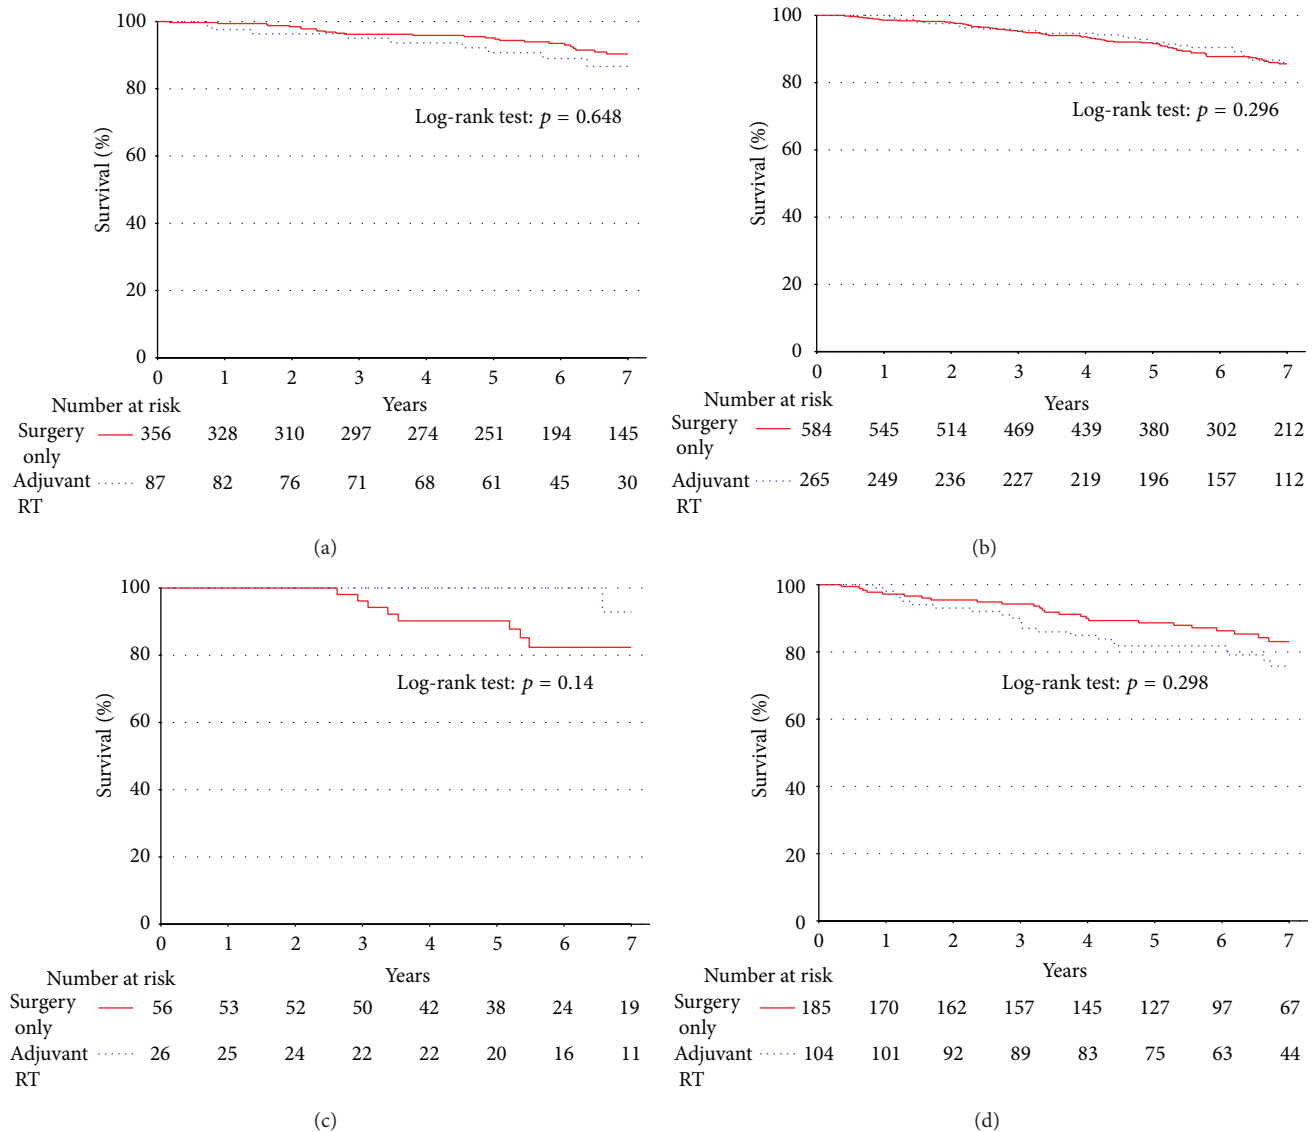 100
80
60
40
20
0
Survival (%)
Log-rank test: p = 0.648
0 1 2 3 4 5 6 7
Years
Number at risk
Surgery only 356 328 310 297 274 251 194 145
Adjuvant RT 87 82 76 71 68 61 45 30
(a)
100
80
60
40
20
0
Survival (%)
Log-rank test: p = 0.296
0 1 2 3 4 5 6 7
Years
Number at risk
Surgery only 584 545 514 469 439 380 302 212
Adjuvant RT 265 249 236 227 219 196 157 112
(b)
100
80
60
40
20
0
Survival (%)
Log-rank test: p = 0.14
0 1 2 3 4 5 6 7
Years
Number at risk
Surgery only 56 53 52 50 42 38 24 19
Adjuvant RT 26 25 24 22 22 20 16 11
(c)
100
80
60
40
20
0
Survival (%)
Log-rank test: p = 0.298
0 1 2 3 4 5 6 7
Years
Number at risk
Surgery only 185 170 162 157 145 127 97 67
Adjuvant RT 104 101 92 89 83 75 63 44
(d)